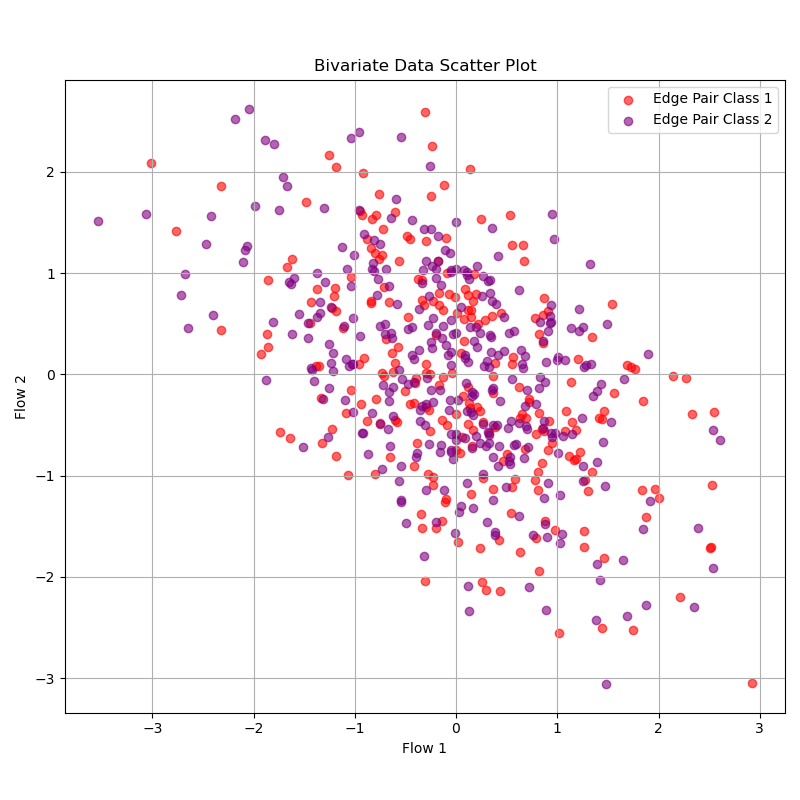 Bivariate Data Scatter Plot
Edge Pair Class 1
Edge Pair Class 2
2
1
0
−1
−2
−3
Flow 2
−3
−2
−1
0
1
2
3
Flow 1